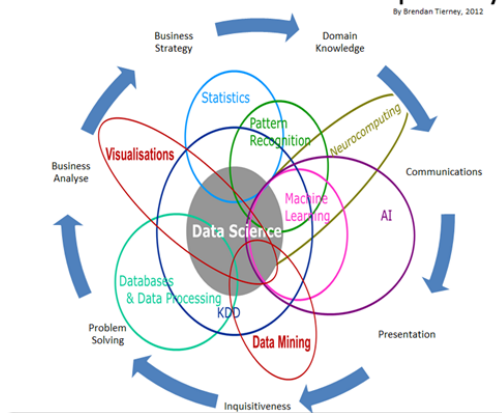 By Brendan Tierney, 2012
Business
Strategy
Domain
Knowledge
Statistics
Pattern
Recognition
Neurocomputing
Visualisations
Business
Analyse
Communications
Machine
Learning
AI
Data Science
Databases
& Data Processing
KDD
Problem
Solving
Data Mining
Presentation
Inquisitiveness